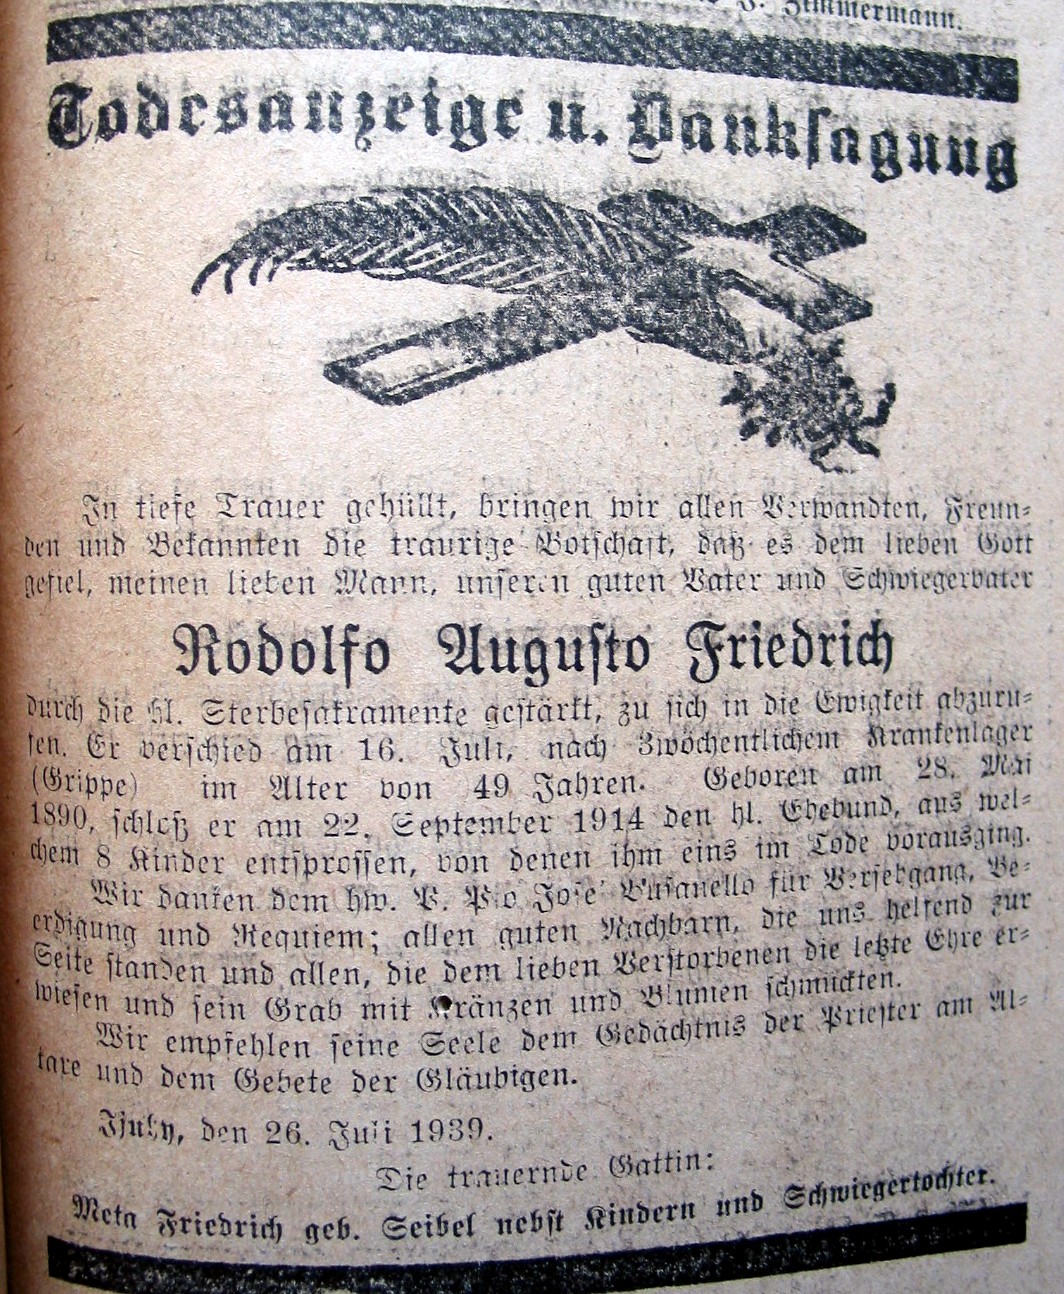 J. Zimmermann.
Todesanzeige u. Danksagung
In tiefe Trauer gehüllt, bringen wir allen Verwandten, Freun-
den und Bekannten die traurige Botschaft, daß es dem lieben Gott
gefiel, meinen lieben Mann, unseren guten Vater und Schwiegervater
Rodolfo Augusto Friedrich
durch die hl. Sterbesakramente gestärkt, zu sich in die Ewigkeit abzuru-
fen. Er verschied am 16. Juli, nach 3wöchentlichem Krankenlager
(Grippe) im Alter von 49 Jahren. Geboren am 28. Mai
1890, schloß er am 22. September 1914 den hl. Ehebund, aus wel-
chem 8 Kinder entsprossen, von denen ihm eins im Tode vorausging.
Wir danken dem hw. P. Pio José Busanello für Versehgang, Be-
erdigung und Requiem; allen guten Nachbarn, die uns helfend zur
Seite standen und allen, die dem lieben Verstorbenen die letzte Ehre er-
wiesen und sein Grab mit Kränzen und Blumen schmückten.
Wir empfehlen seine Seele dem Gedächtnis der Priester am Al-
tare und dem Gebete der Gläubigen.
Ijuhy, den 26. Juli 1939.
Die trauernde Gattin:
Meta Friedrich geb. Seibel nebst Kindern und Schwiegertochter.